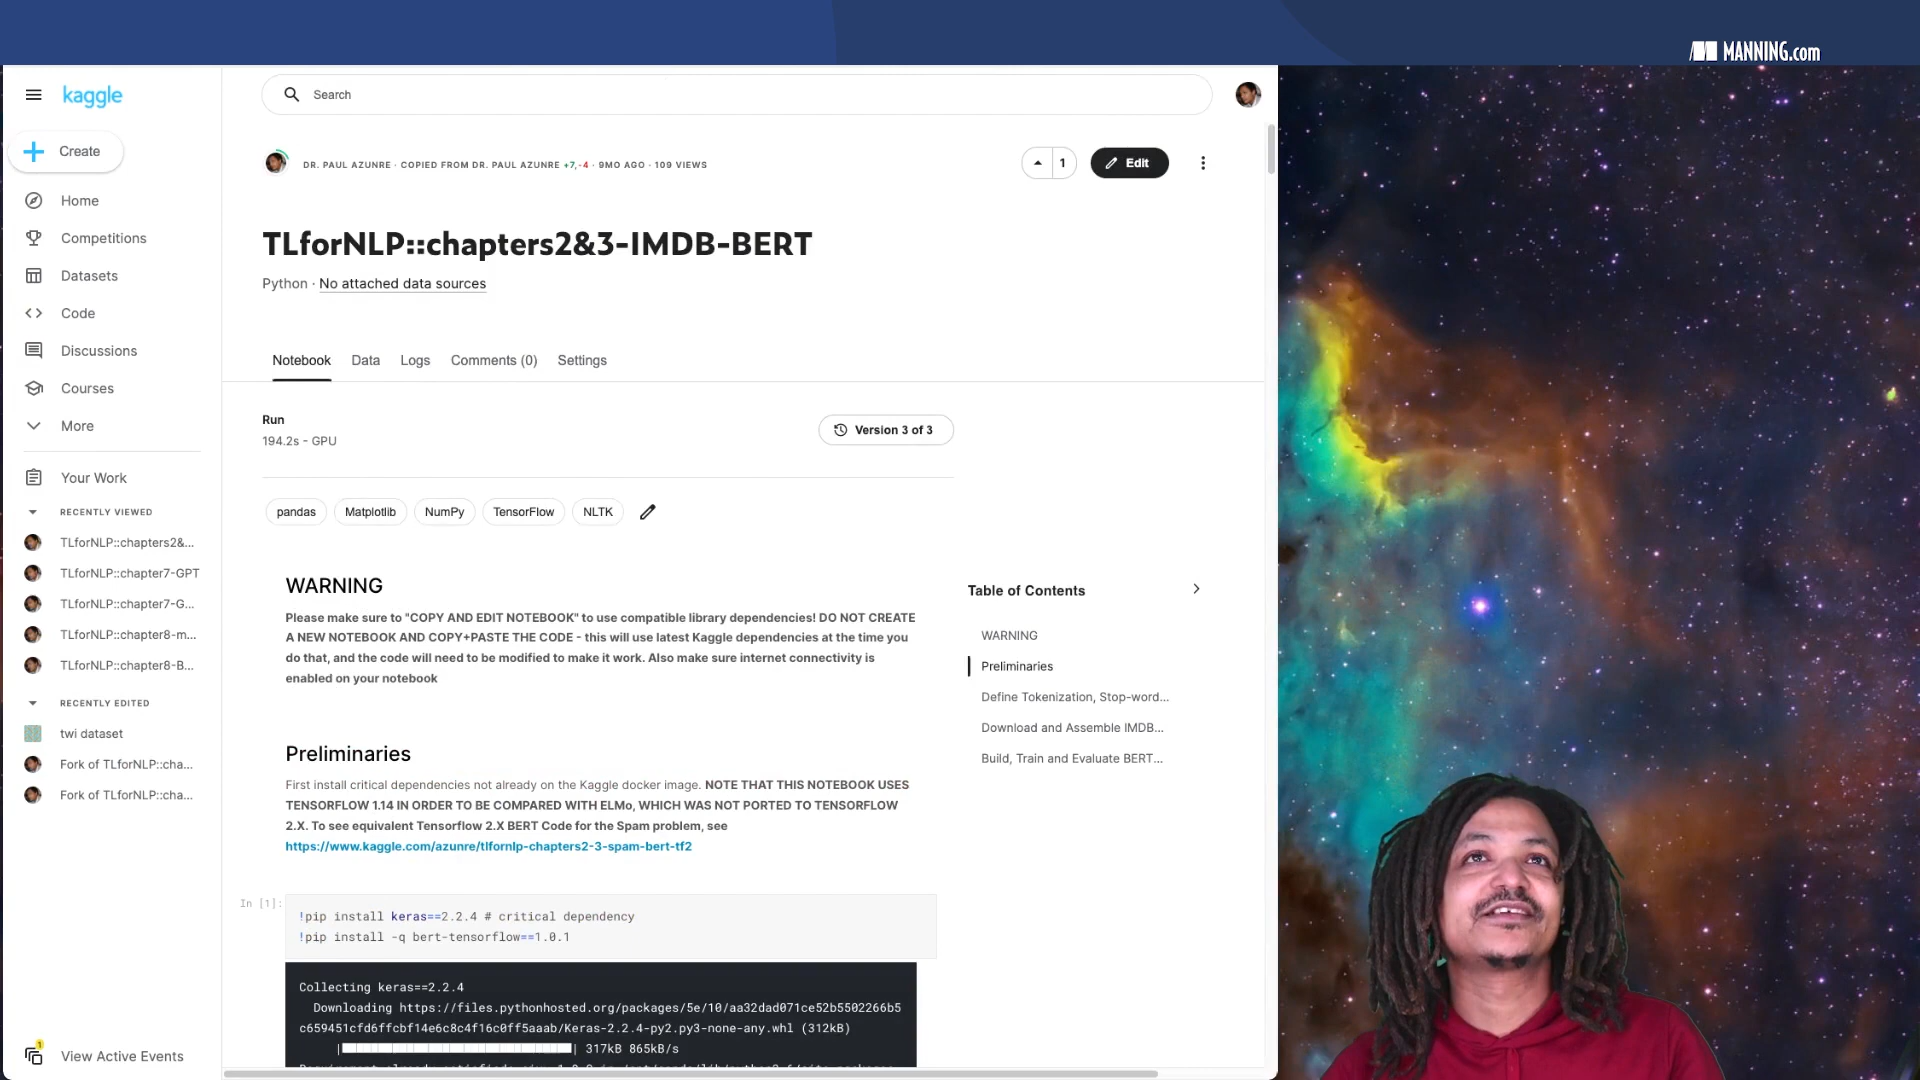 MANNING.com
kaggle
Search
Create
Home
Competitions
Datasets
Code
Discussions
Courses
More
Your Work
RECENTLY VIEWED
TLforNLP::chapters2&...
TLforNLP::chapter7-GPT
TLforNLP::chapter7-G...
TLforNLP::chapter8-m...
TLforNLP::chapter8-B...
RECENTLY EDITED
twi dataset
Fork of TLforNLP::cha...
Fork of TLforNLP::cha...
1
View Active Events
DR. PAUL AZUNRE · COPIED FROM DR. PAUL AZUNRE +7,-4 · 9MO AGO · 109 VIEWS
1
Edit
TLforNLP::chapters2&3-IMDB-BERT
Python · No attached data sources
Notebook Data Logs Comments (0) Settings
Run
194.2s - GPU
Version 3 of 3
pandas Matplotlib NumPy TensorFlow NLTK
WARNING
Please make sure to "COPY AND EDIT NOTEBOOK" to use compatible library dependencies! DO NOT CREATE
A NEW NOTEBOOK AND COPY+PASTE THE CODE - this will use latest Kaggle dependencies at the time you
do that, and the code will need to be modified to make it work. Also make sure internet connectivity is
enabled on your notebook
Preliminaries
First install critical dependencies not already on the Kaggle docker image. NOTE THAT THIS NOTEBOOK USES
TENSORFLOW 1.14 IN ORDER TO BE COMPARED WITH ELMo, WHICH WAS NOT PORTED TO TENSORFLOW
2.X. To see equivalent Tensorflow 2.X BERT Code for the Spam problem, see
https://www.kaggle.com/azunre/tlfornlp-chapters2-3-spam-bert-tf2
In [1]:
!pip install keras==2.2.4 # critical dependency
!pip install -q bert-tensorflow==1.0.1
Collecting keras==2.2.4
Downloading https://files.pythonhosted.org/packages/5e/10/aa32dad071ce52b5502266b5
c659451cfd6ffcbf14e6c8c4f16c0ff5aaab/Keras-2.2.4-py2.py3-none-any.whl (312kB)
| | 317kB 865kB/s
Table of Contents
WARNING
Preliminaries
Define Tokenization, Stop-word...
Download and Assemble IMDB...
Build, Train and Evaluate BERT...